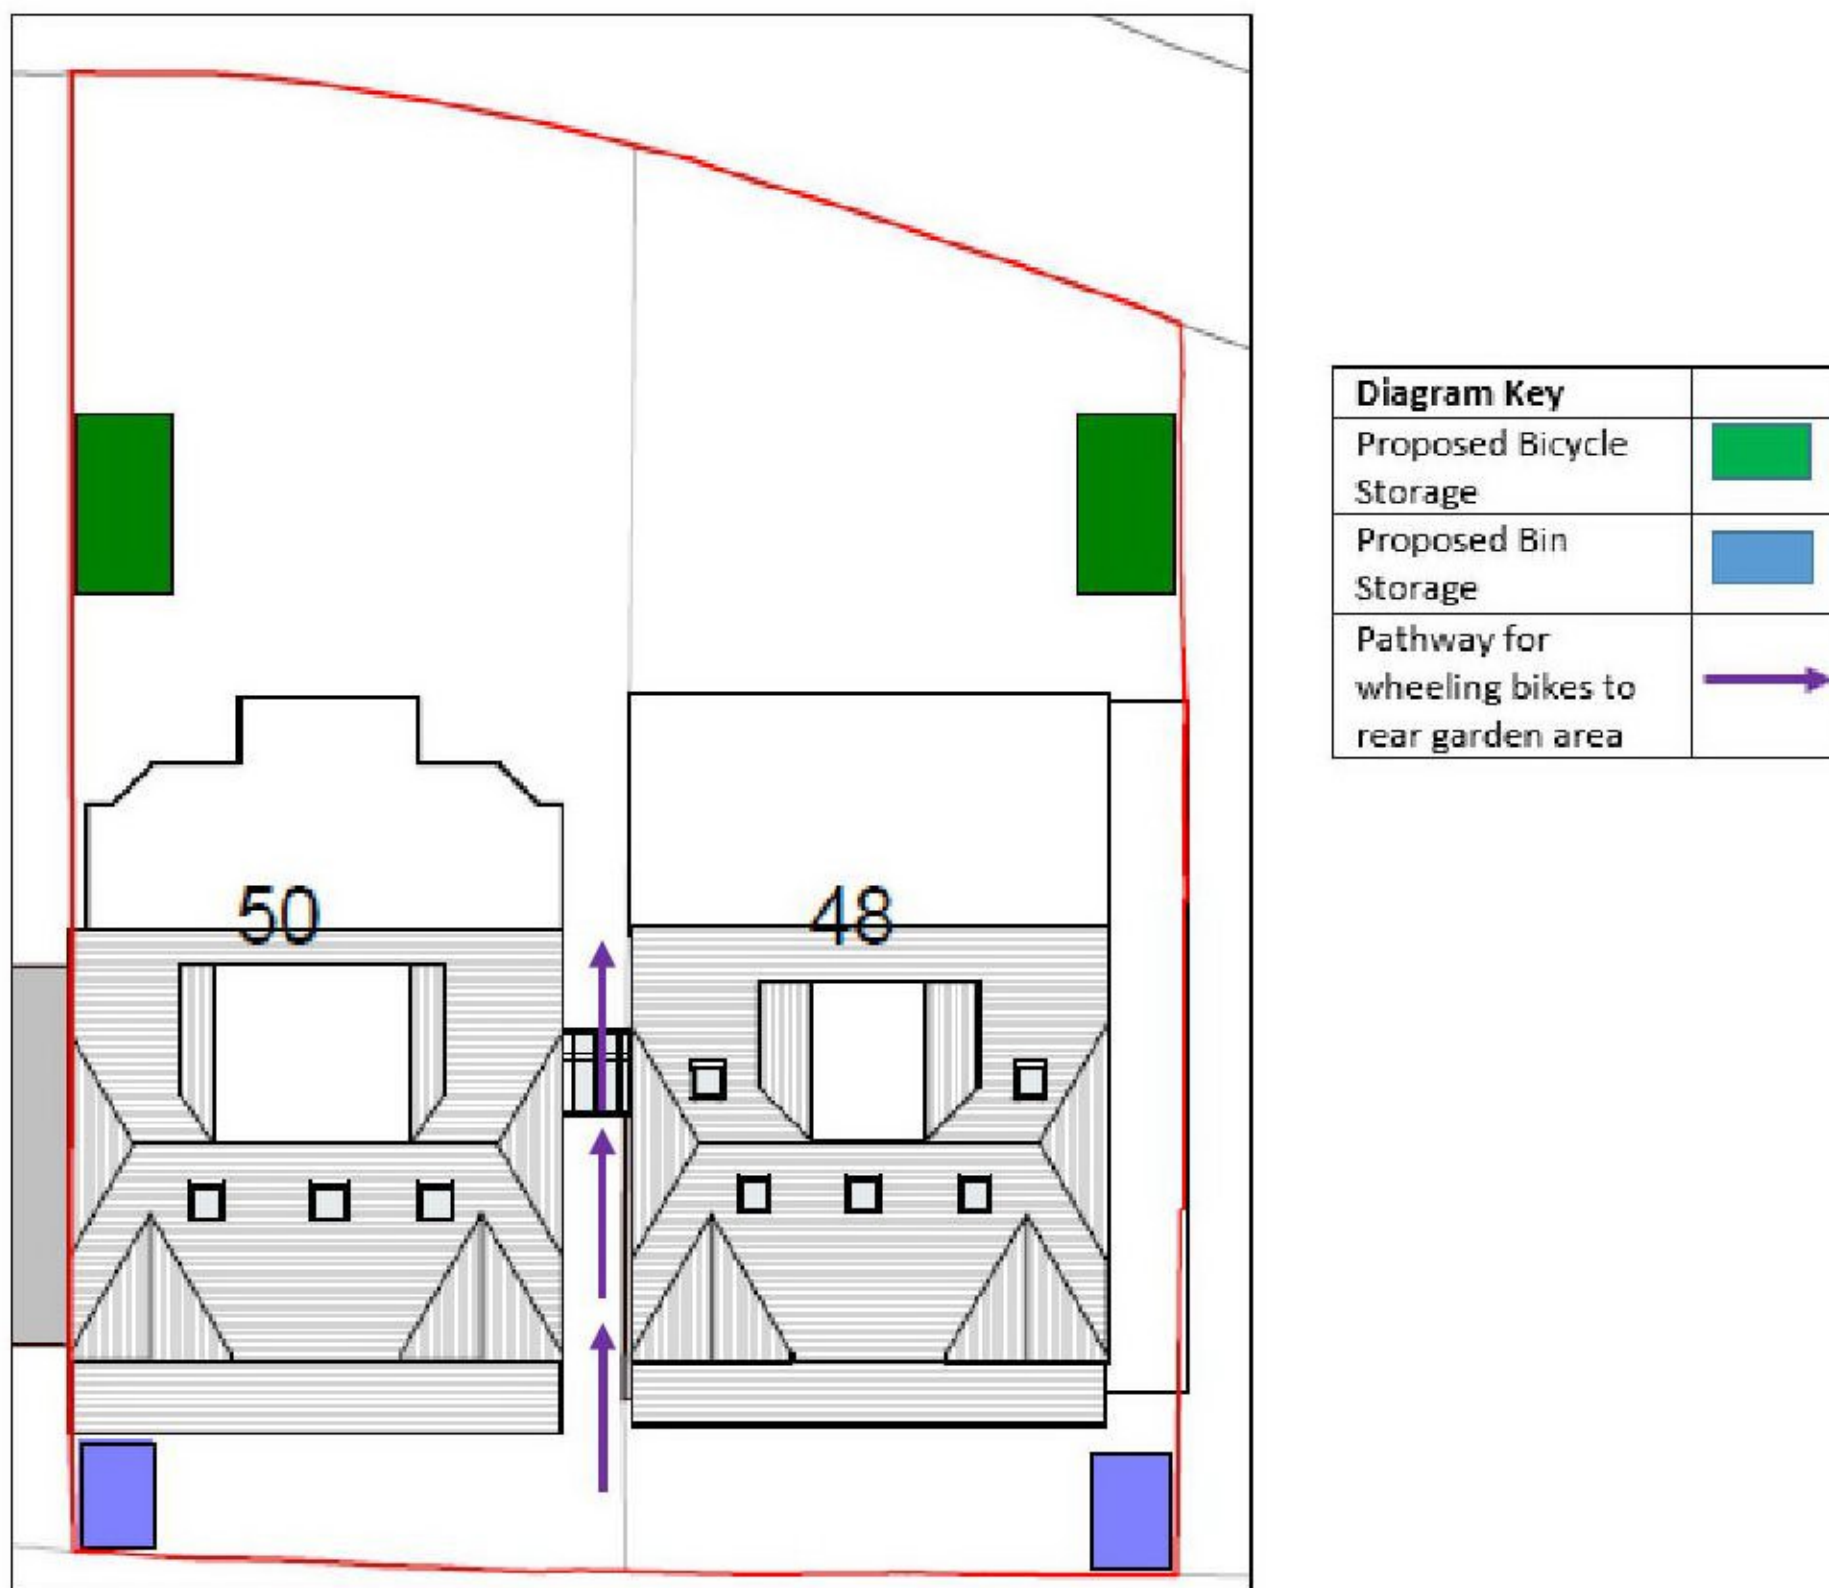 50
48
Diagram Key
Proposed Bicycle
Storage
Proposed Bin
Storage
Pathway for
wheeling bikes to
rear garden area